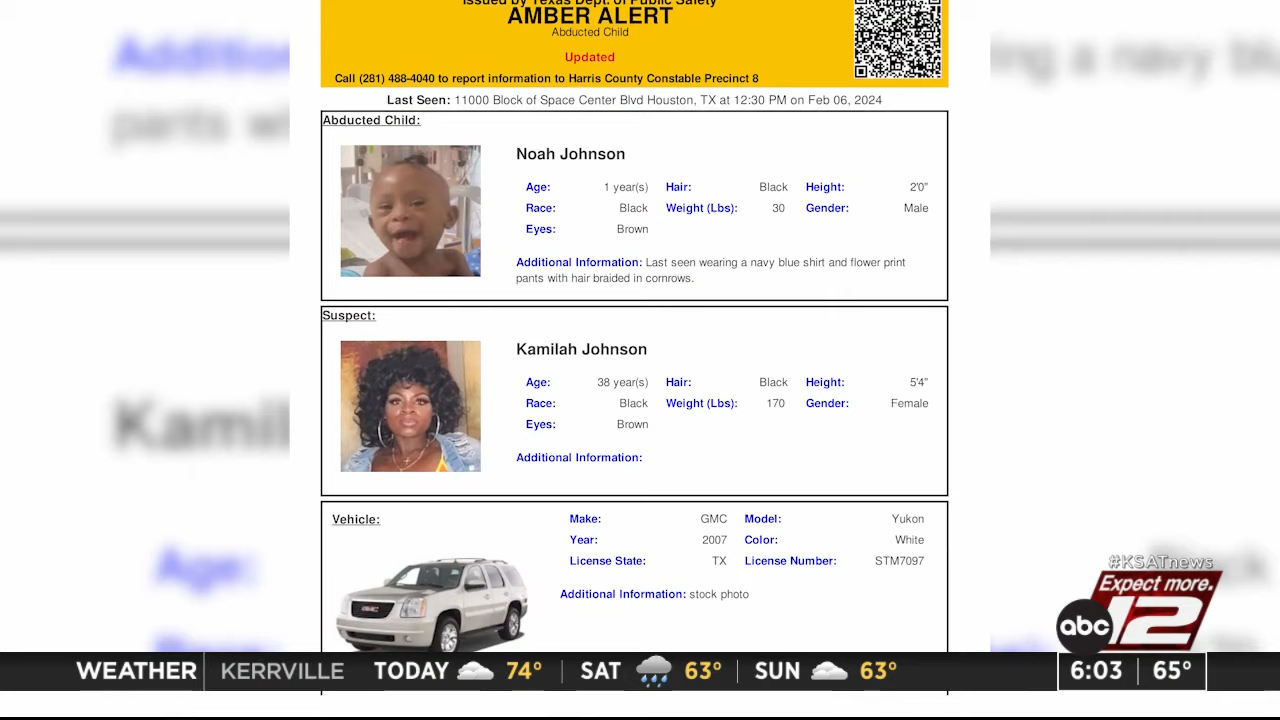 Issued by Texas Dept. of Public Safety
AMBER ALERT
Abducted Child
Updated
Call (281) 488-4040 to report information to Harris County Constable Precinct 8
Last Seen: 11000 Block of Space Center Blvd Houston, TX at 12:30 PM on Feb 06, 2024
Abducted Child:
Noah Johnson
Age: 1 year(s) Hair: Black Height: 2'0"
Race: Black Weight (Lbs): 30 Gender: Male
Eyes: Brown
Additional Information: Last seen wearing a navy blue shirt and flower print
pants with hair braided in cornrows.
Suspect:
Kamilah Johnson
Age: 38 year(s) Hair: Black Height: 5'4"
Race: Black Weight (Lbs): 170 Gender: Female
Eyes: Brown
Additional Information:
Vehicle:
Make: GMC Model: Yukon
Year: 2007 Color: White
License State: TX License Number: STM7097
Additional Information: stock photo
Addition
ing a navy blu
pants w
Kamil
Age:
#KSATnews
Expect more.
abc 12
WEATHER KERRVILLE TODAY 74° SAT 63° SUN 63° 6:03 65°